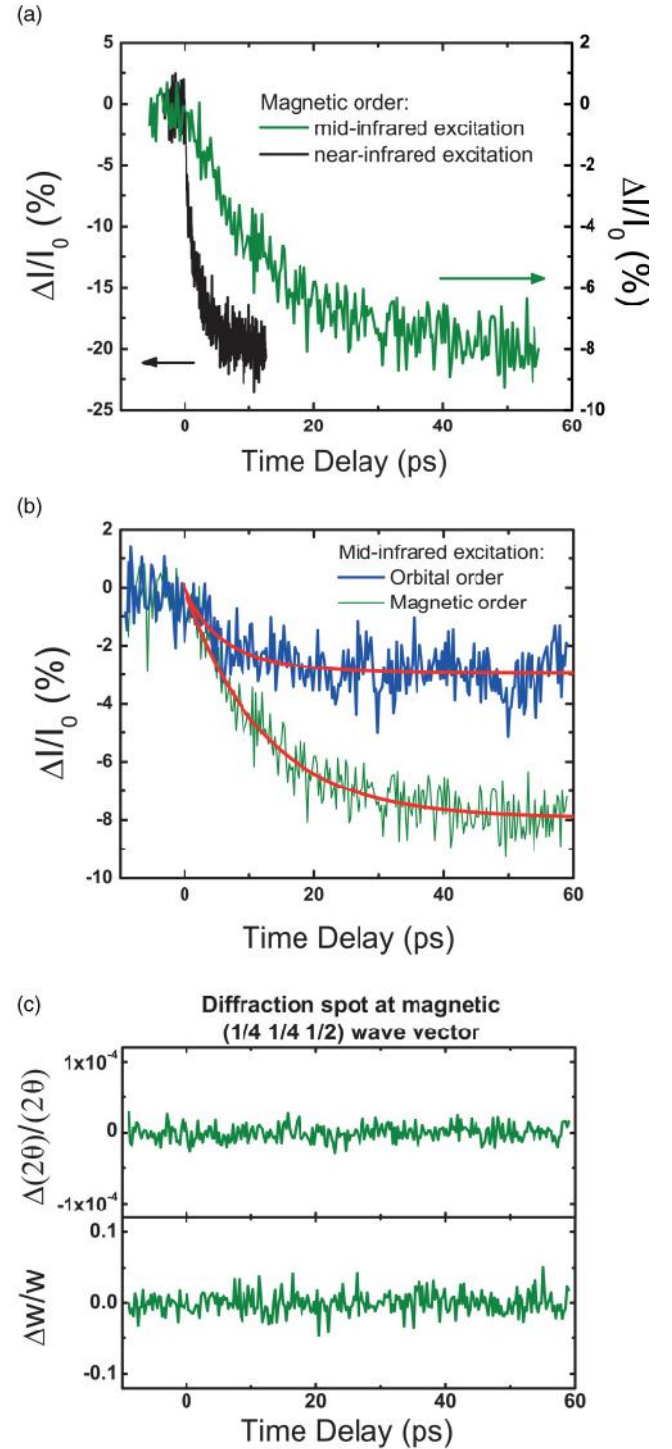 (a)
5
0
-5
-10
-15
-20
-25
ΔI/I₀ (%)
Magnetic order:
mid-infrared excitation
near-infrared excitation
2
0
-2
-4
-6
-8
-10
ΔI/I₀ (%)
0 20 40 60
Time Delay (ps)
(b)
2
0
-2
-4
-6
-8
-10
ΔI/I₀ (%)
Mid-infrared excitation:
Orbital order
Magnetic order
0 20 40 60
Time Delay (ps)
(c)
Diffraction spot at magnetic
(1/4 1/4 1/2) wave vector
1x10⁻⁴
0
-1x10⁻⁴
Δ(2θ)/(2θ)
0.1
0.0
-0.1
Δw/w
0 20 40 60
Time Delay (ps)